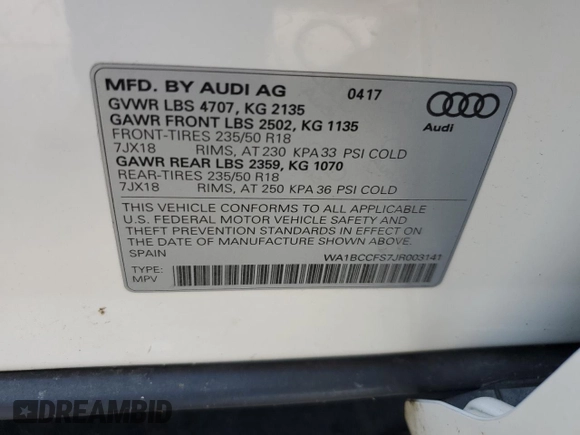 MFD. BY AUDI AG 0417
GVWR LBS 4707, KG 2135
GAWR FRONT LBS 2502, KG 1135
FRONT-TIRES 235/50 R18
7JX18 RIMS, AT 230 KPA 33 PSI COLD
GAWR REAR LBS 2359, KG 1070
REAR-TIRES 235/50 R18
7JX18 RIMS, AT 250 KPA 36 PSI COLD
Audi
THIS VEHICLE CONFORMS TO ALL APPLICABLE
U.S. FEDERAL MOTOR VEHICLE SAFETY AND
THEFT PREVENTION STANDARDS IN EFFECT ON
THE DATE OF MANUFACTURE SHOWN ABOVE.
SPAIN
WA1BCCFS7JR003141
TYPE:
MPV
DREAMBID